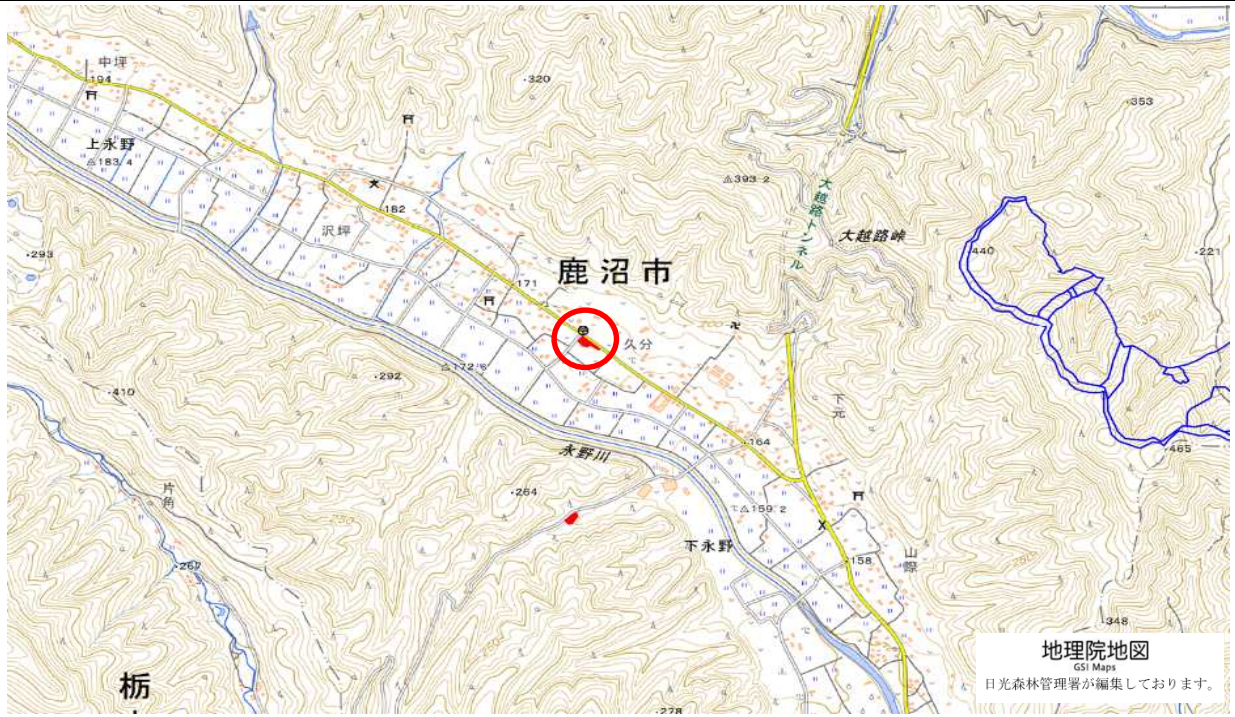 中坪
194
上永野
183.4
320
353
393.2
182
沢坪
大越路トンネル
大越路峠
440
221
293
171
鹿沼市
久分
350
292
172.6
410
下元
164
465
永野川
片角
250
264
159.2
下永野
山際
158
267
250
348
278
栃
地理院地図
GSI Maps
日光森林管理署が編集しております。